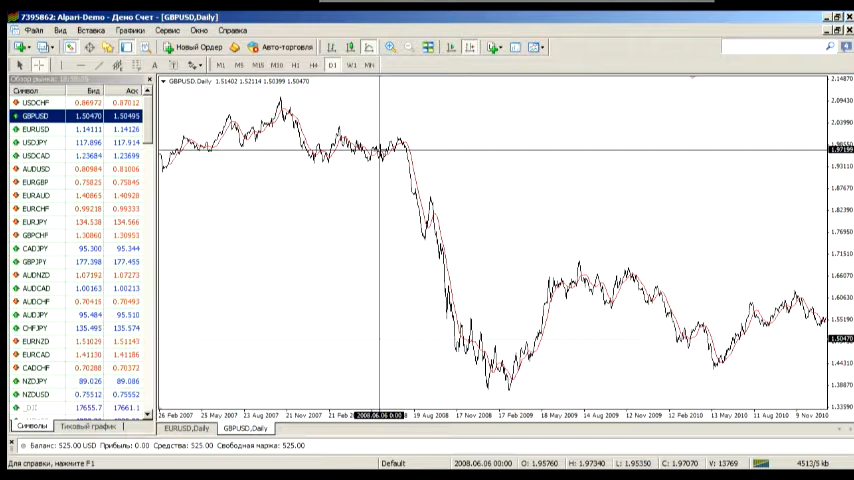 7395862: Alpari-Demo - Демо Счет - [GBPUSD,Daily]
Файл Вид Вставка Графики Сервис Окно Справка
Новый Ордер Авто-торговля
A T M1 M5 M15 M30 H1 H4 D1 W1 MN
GBPUSD,Daily 1.51402 1.52114 1.50399 1.50470
Символ Бид Аск
USDCHF 0.86972 0.87012
GBPUSD 1.50470 1.50495
EURUSD 1.14111 1.14126
USDJPY 117.896 117.914
USDCAD 1.23684 1.23699
AUDUSD 0.80984 0.81006
EURGBP 0.75825 0.75845
EURAUD 1.40865 1.40928
EURCHF 0.99218 0.99333
EURJPY 134.538 134.566
GBPCHF 1.30860 1.30953
CADJPY 95.300 95.344
GBPJPY 177.398 177.455
AUDNZD 1.07192 1.07273
AUDCAD 1.00163 1.00213
AUDCHF 0.70415 0.70493
AUDJPY 95.484 95.510
CHFJPY 135.495 135.574
EURNZD 1.51029 1.51143
EURCAD 1.41130 1.41186
CADCHF 0.70288 0.70372
NZDJPY 89.026 89.086
NZDUSD 0.75512 0.75552
_DJI 17655.7 17661.1
2.14870
2.09430
2.03990
1.97199
1.93110
1.87670
1.82390
1.76950
1.71510
1.66070
1.60630
1.55190
1.50470
1.44310
1.38870
1.33590
26 Feb 2007 25 May 2007 23 Aug 2007 21 Nov 2007 2008.06.06 0:00 19 Aug 2008 17 Nov 2008 17 Feb 2009 18 May 2009 14 Aug 2009 12 Nov 2009 12 Feb 2010 13 May 2010 11 Aug 2010 9 Nov 2010
Символы Тиковый график EURUSD,Daily GBPUSD,Daily
Баланс: 525.00 USD Прибыль: 0.00 Средства: 525.00 Свободная маржа: 525.00
Для справки, нажмите F1 Default 2008.06.06 00:00 O: 1.95760 H: 1.97340 L: 1.95350 C: 1.97070 V: 13769 4513/5 kb